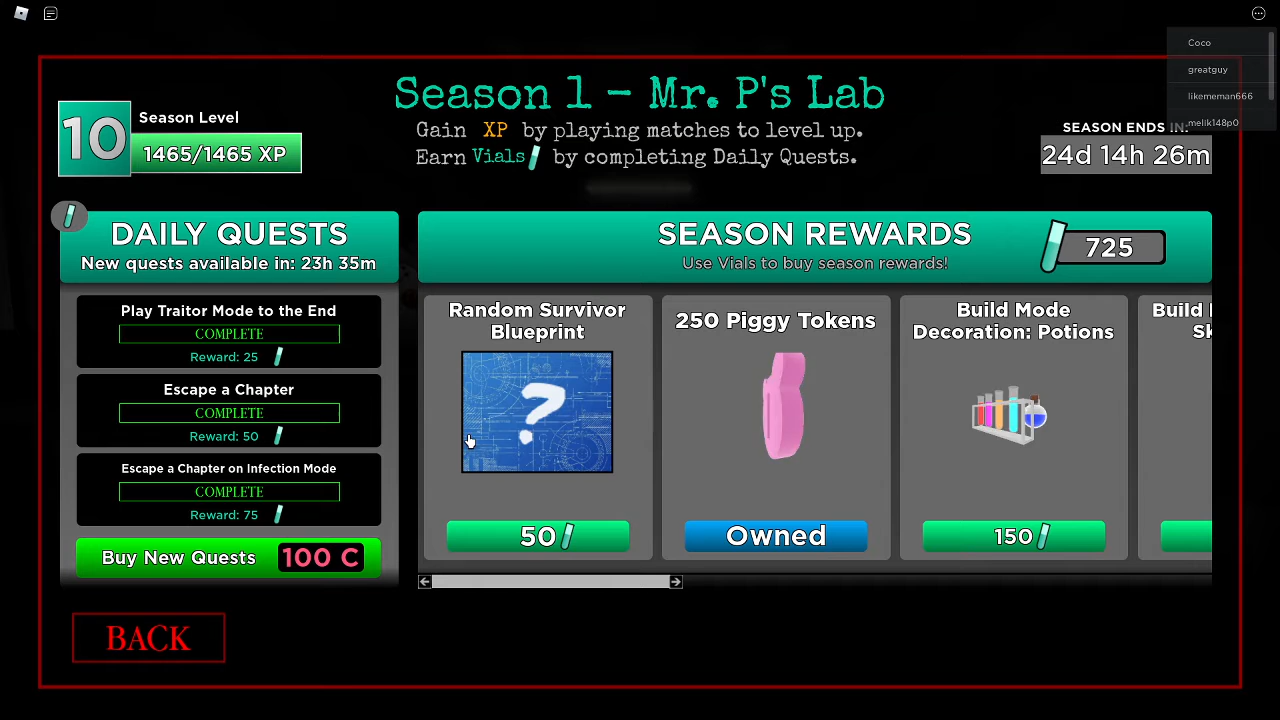 Coco
greatguy
likememan666
melik148p0
Season 1 - Mr. P's Lab
Gain XP by playing matches to level up.
Earn Vials by completing Daily Quests.
10
Season Level
1465/1465 XP
SEASON ENDS IN:
24d 14h 26m
DAILY QUESTS
New quests available in: 23h 35m
Play Traitor Mode to the End
COMPLETE
Reward: 25
Escape a Chapter
COMPLETE
Reward: 50
Escape a Chapter on Infection Mode
COMPLETE
Reward: 75
Buy New Quests 100 C
SEASON REWARDS
Use Vials to buy season rewards!
725
Random Survivor
Blueprint
?
50
250 Piggy Tokens
Owned
Build Mode
Decoration: Potions
150
Build
Sk
BACK